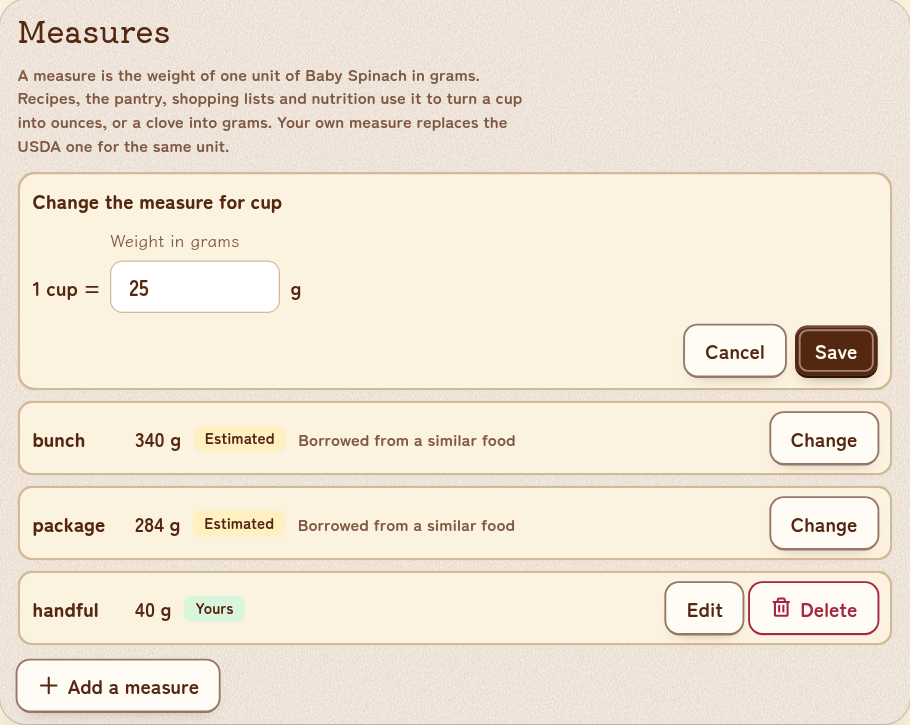 Measures
A measure is the weight of one unit of Baby Spinach in grams.
Recipes, the pantry, shopping lists and nutrition use it to turn a cup
into ounces, or a clove into grams. Your own measure replaces the
USDA one for the same unit.
Change the measure for cup
Weight in grams
1 cup = 25 g
Cancel Save
bunch 340 g Estimated Borrowed from a similar food Change
package 284 g Estimated Borrowed from a similar food Change
handful 40 g Yours Edit Delete
+ Add a measure